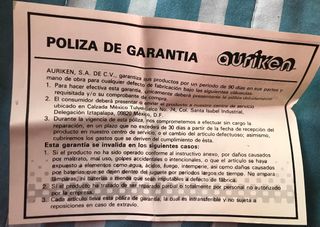 POLIZA DE GARANTIA
auriken
AURIKEN, S.A. DE C.V., garantiza sus productos por un periodo de 90 días en sus partes y
mano de obra para cualquier defecto de fabricación bajo las siguientes cláusulas:
1. Para hacer efectiva esta garantía, únicamente deberá presentarse la póliza debidamente
requisitada y/o su comprobante de compra.
2. El consumidor deberá presentar o enviar el producto a nuestro centro de servicio
ubicado en Calzada México Tulyehualco No. 74, Col. Santa Isabel Industrial,
Delegación Iztapalapa, 09820 México, D.F.
3. Durante la vigencia de esta póliza, nos comprometemos a efectuar sin cargo la
reparación, en un plazo que no excederá de 30 días a partir de la fecha de recepción del
producto en nuestro centro de servicio, o el cambio del artículo defectuoso; asimismo,
cubriremos los gastos que se deriven del cumplimiento de ésta.
Esta garantía se invalida en los siguientes casos:
1. Si el producto no ha sido operado conforme al instructivo anexo, por daños causados
por maltrato, mal uso, golpes accidentales o intencionales, o que el artículo se haya
expuesto a elementos como agua, ácidos, fuego, intemperie, así como daños causados
por baterías que se dejen dentro del juguete por períodos largos de tiempo. No ampara
lámparas, ni baterías a menos que sean imputables a defecto de fábrica.
2. Si el producto ha tratado de ser reparado parcial o totalmente por personal no autorizado
por la empresa.
3. Cada artículo lleva esta póliza de garantía, la cual es intransferible y no sujeta a
reposiciones en caso de extravío.